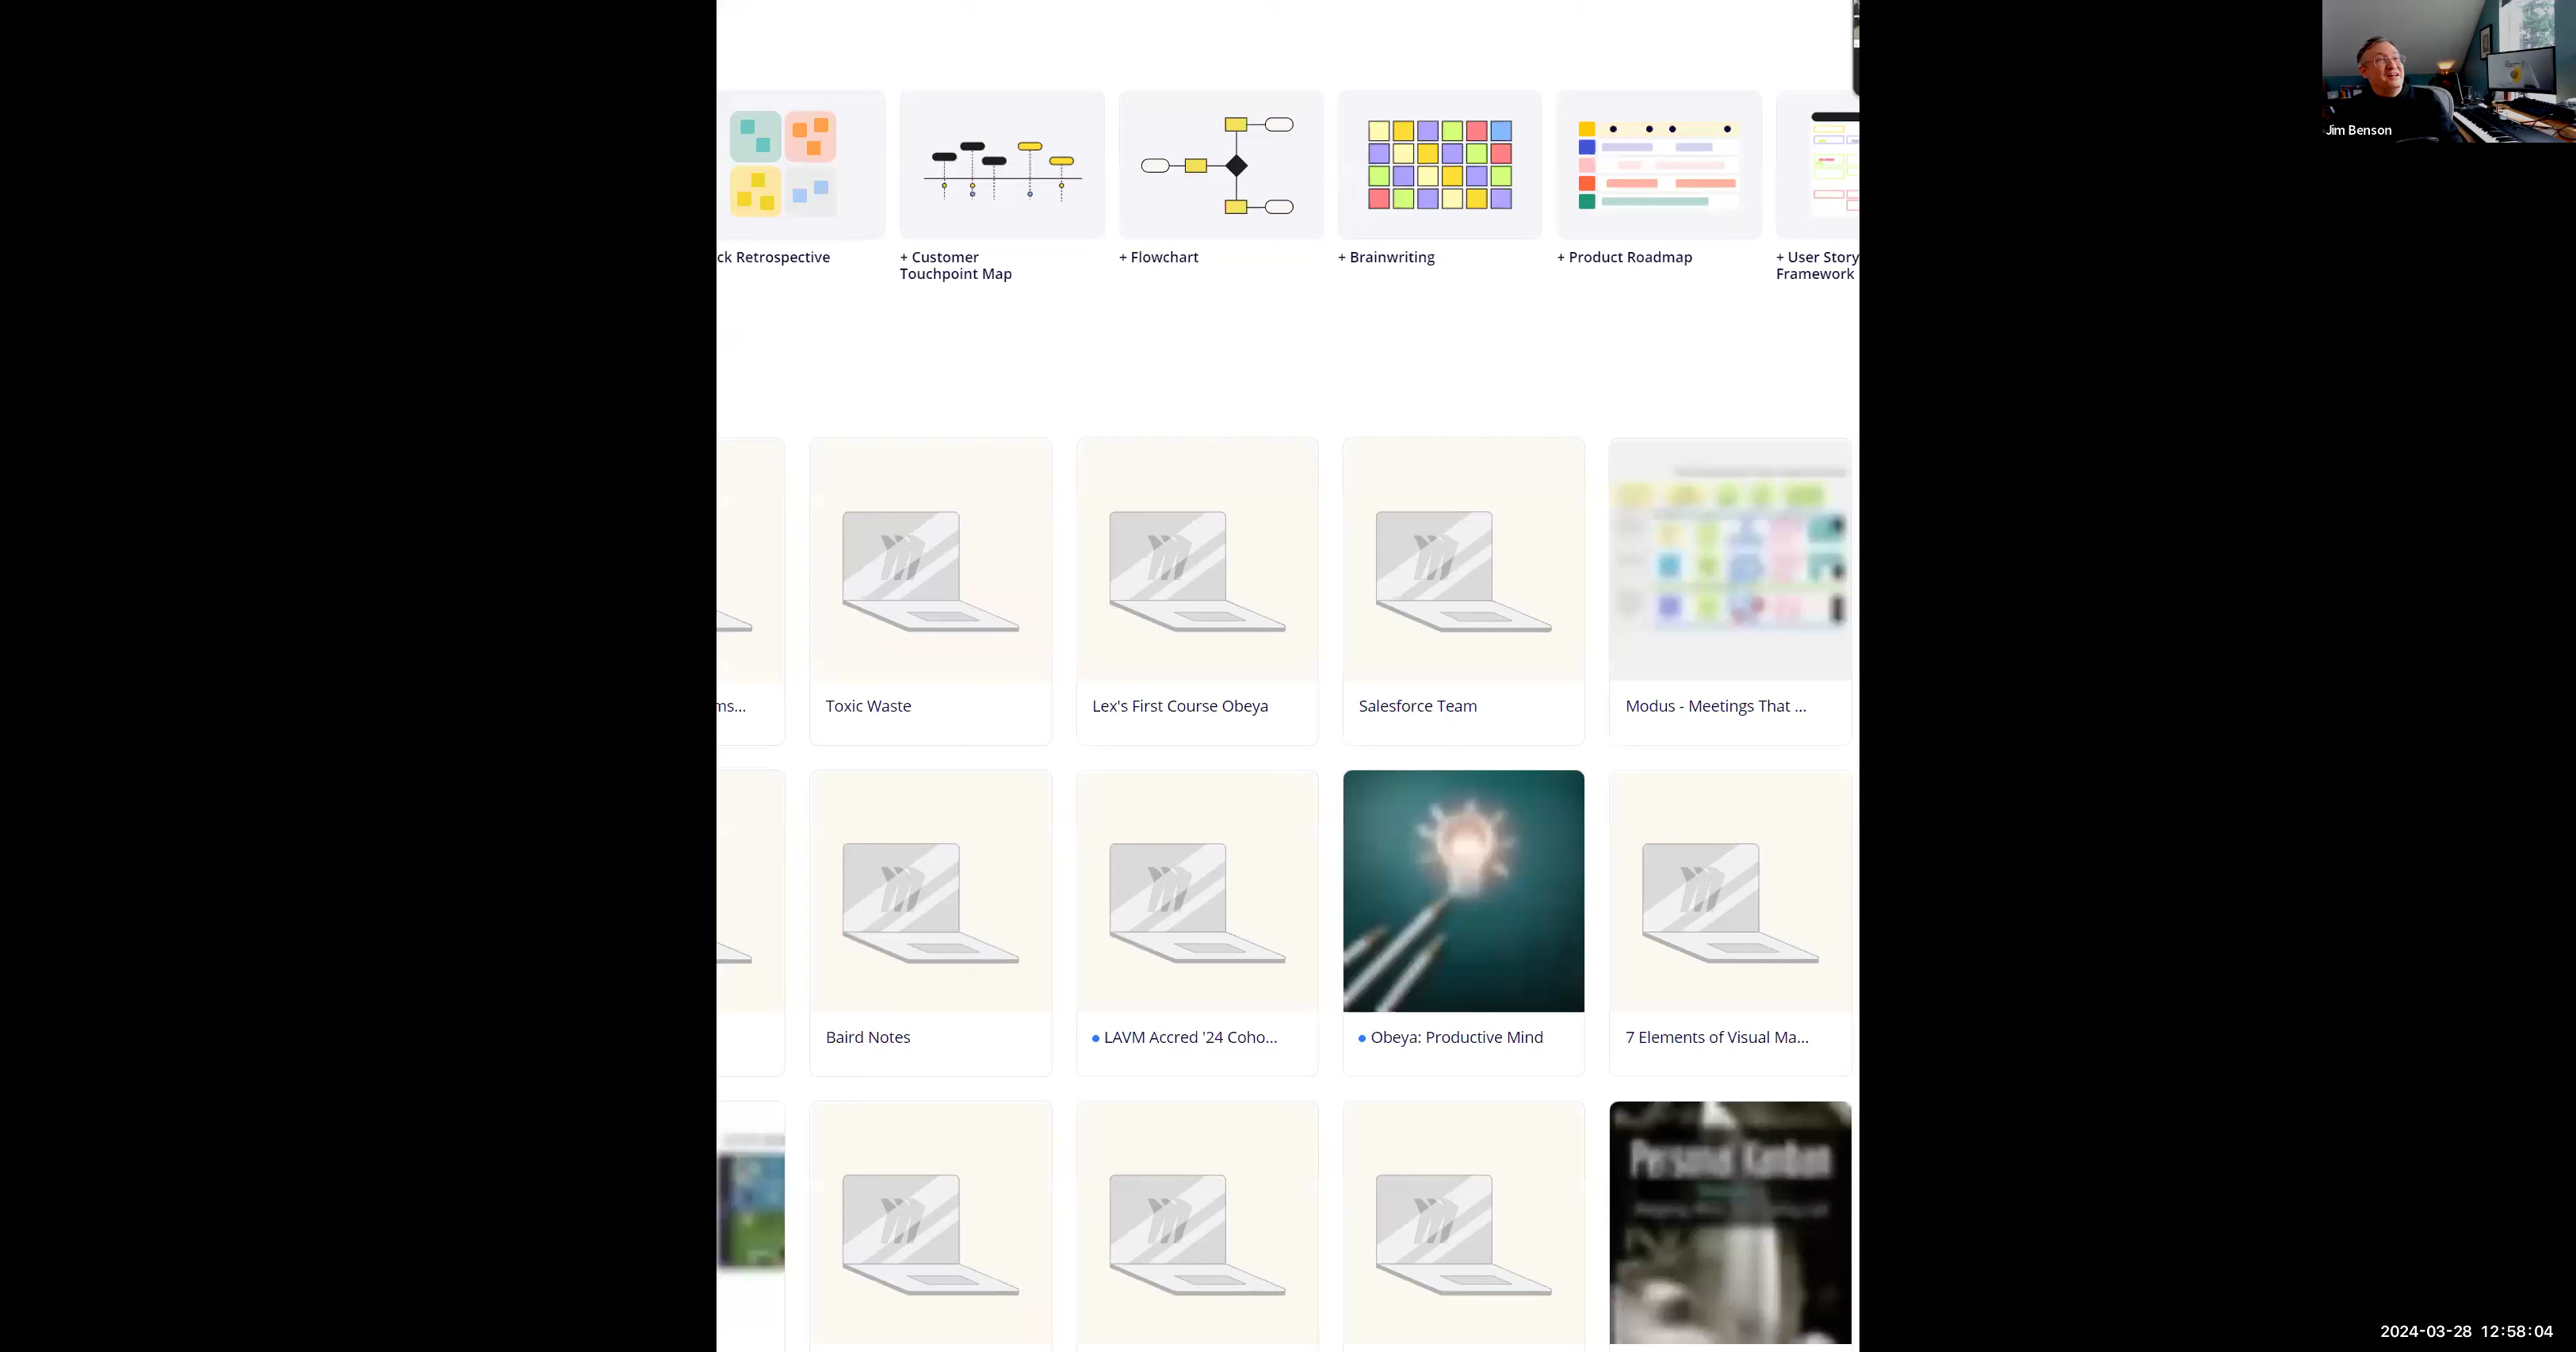 Jim Benson
ck Retrospective
+ Customer
Touchpoint Map
+ Flowchart
+ Brainwriting
+ Product Roadmap
+ User Story
Framework
ms...
Toxic Waste
Lex's First Course Obeya
Salesforce Team
Modus - Meetings That ...
Baird Notes
LAVM Accred '24 Coho...
Obeya: Productive Mind
7 Elements of Visual Ma...
Personal Kanban
2024-03-28 12:58:04